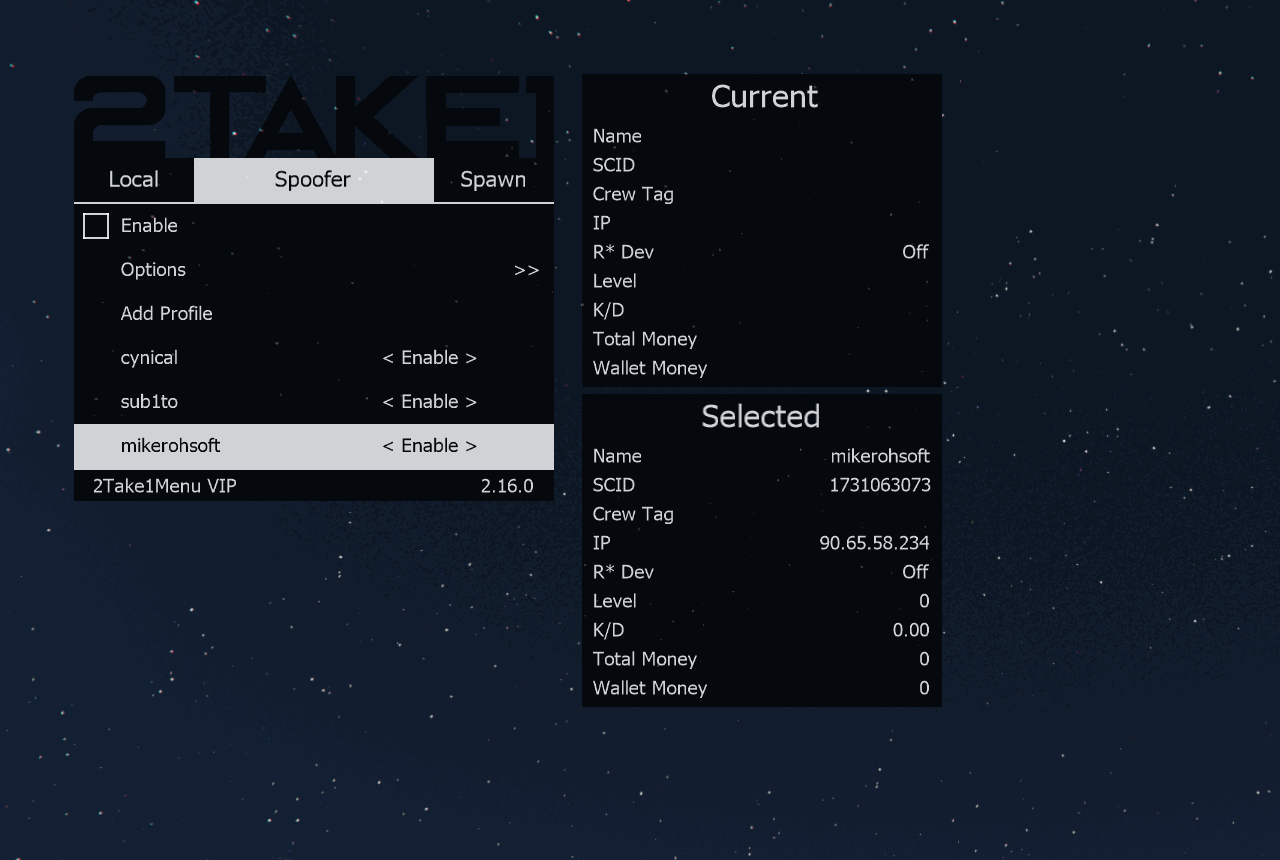 2TAKE1
Local Spoofer Spawn
Enable
Options >>
Add Profile
cynical < Enable >
sub1to < Enable >
mikerohsoft < Enable >
2Take1Menu VIP 2.16.0
Current
Name
SCID
Crew Tag
IP
R* Dev Off
Level
K/D
Total Money
Wallet Money
Selected
Name mikerohsoft
SCID 1731063073
Crew Tag
IP 90.65.58.234
R* Dev Off
Level 0
K/D 0.00
Total Money 0
Wallet Money 0